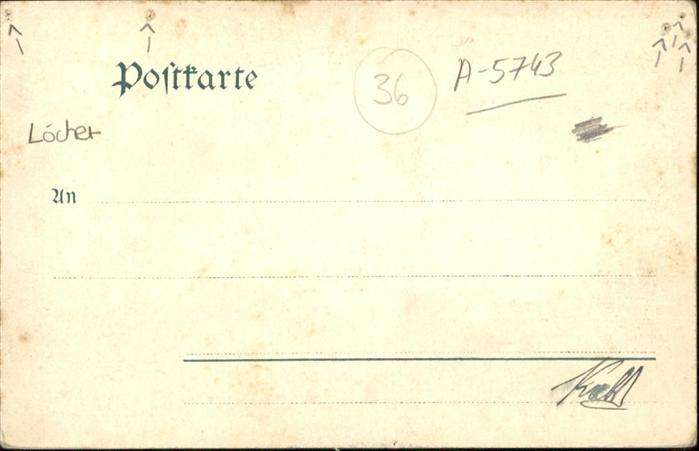 Postkarte
36
A-5743
Löcher
An